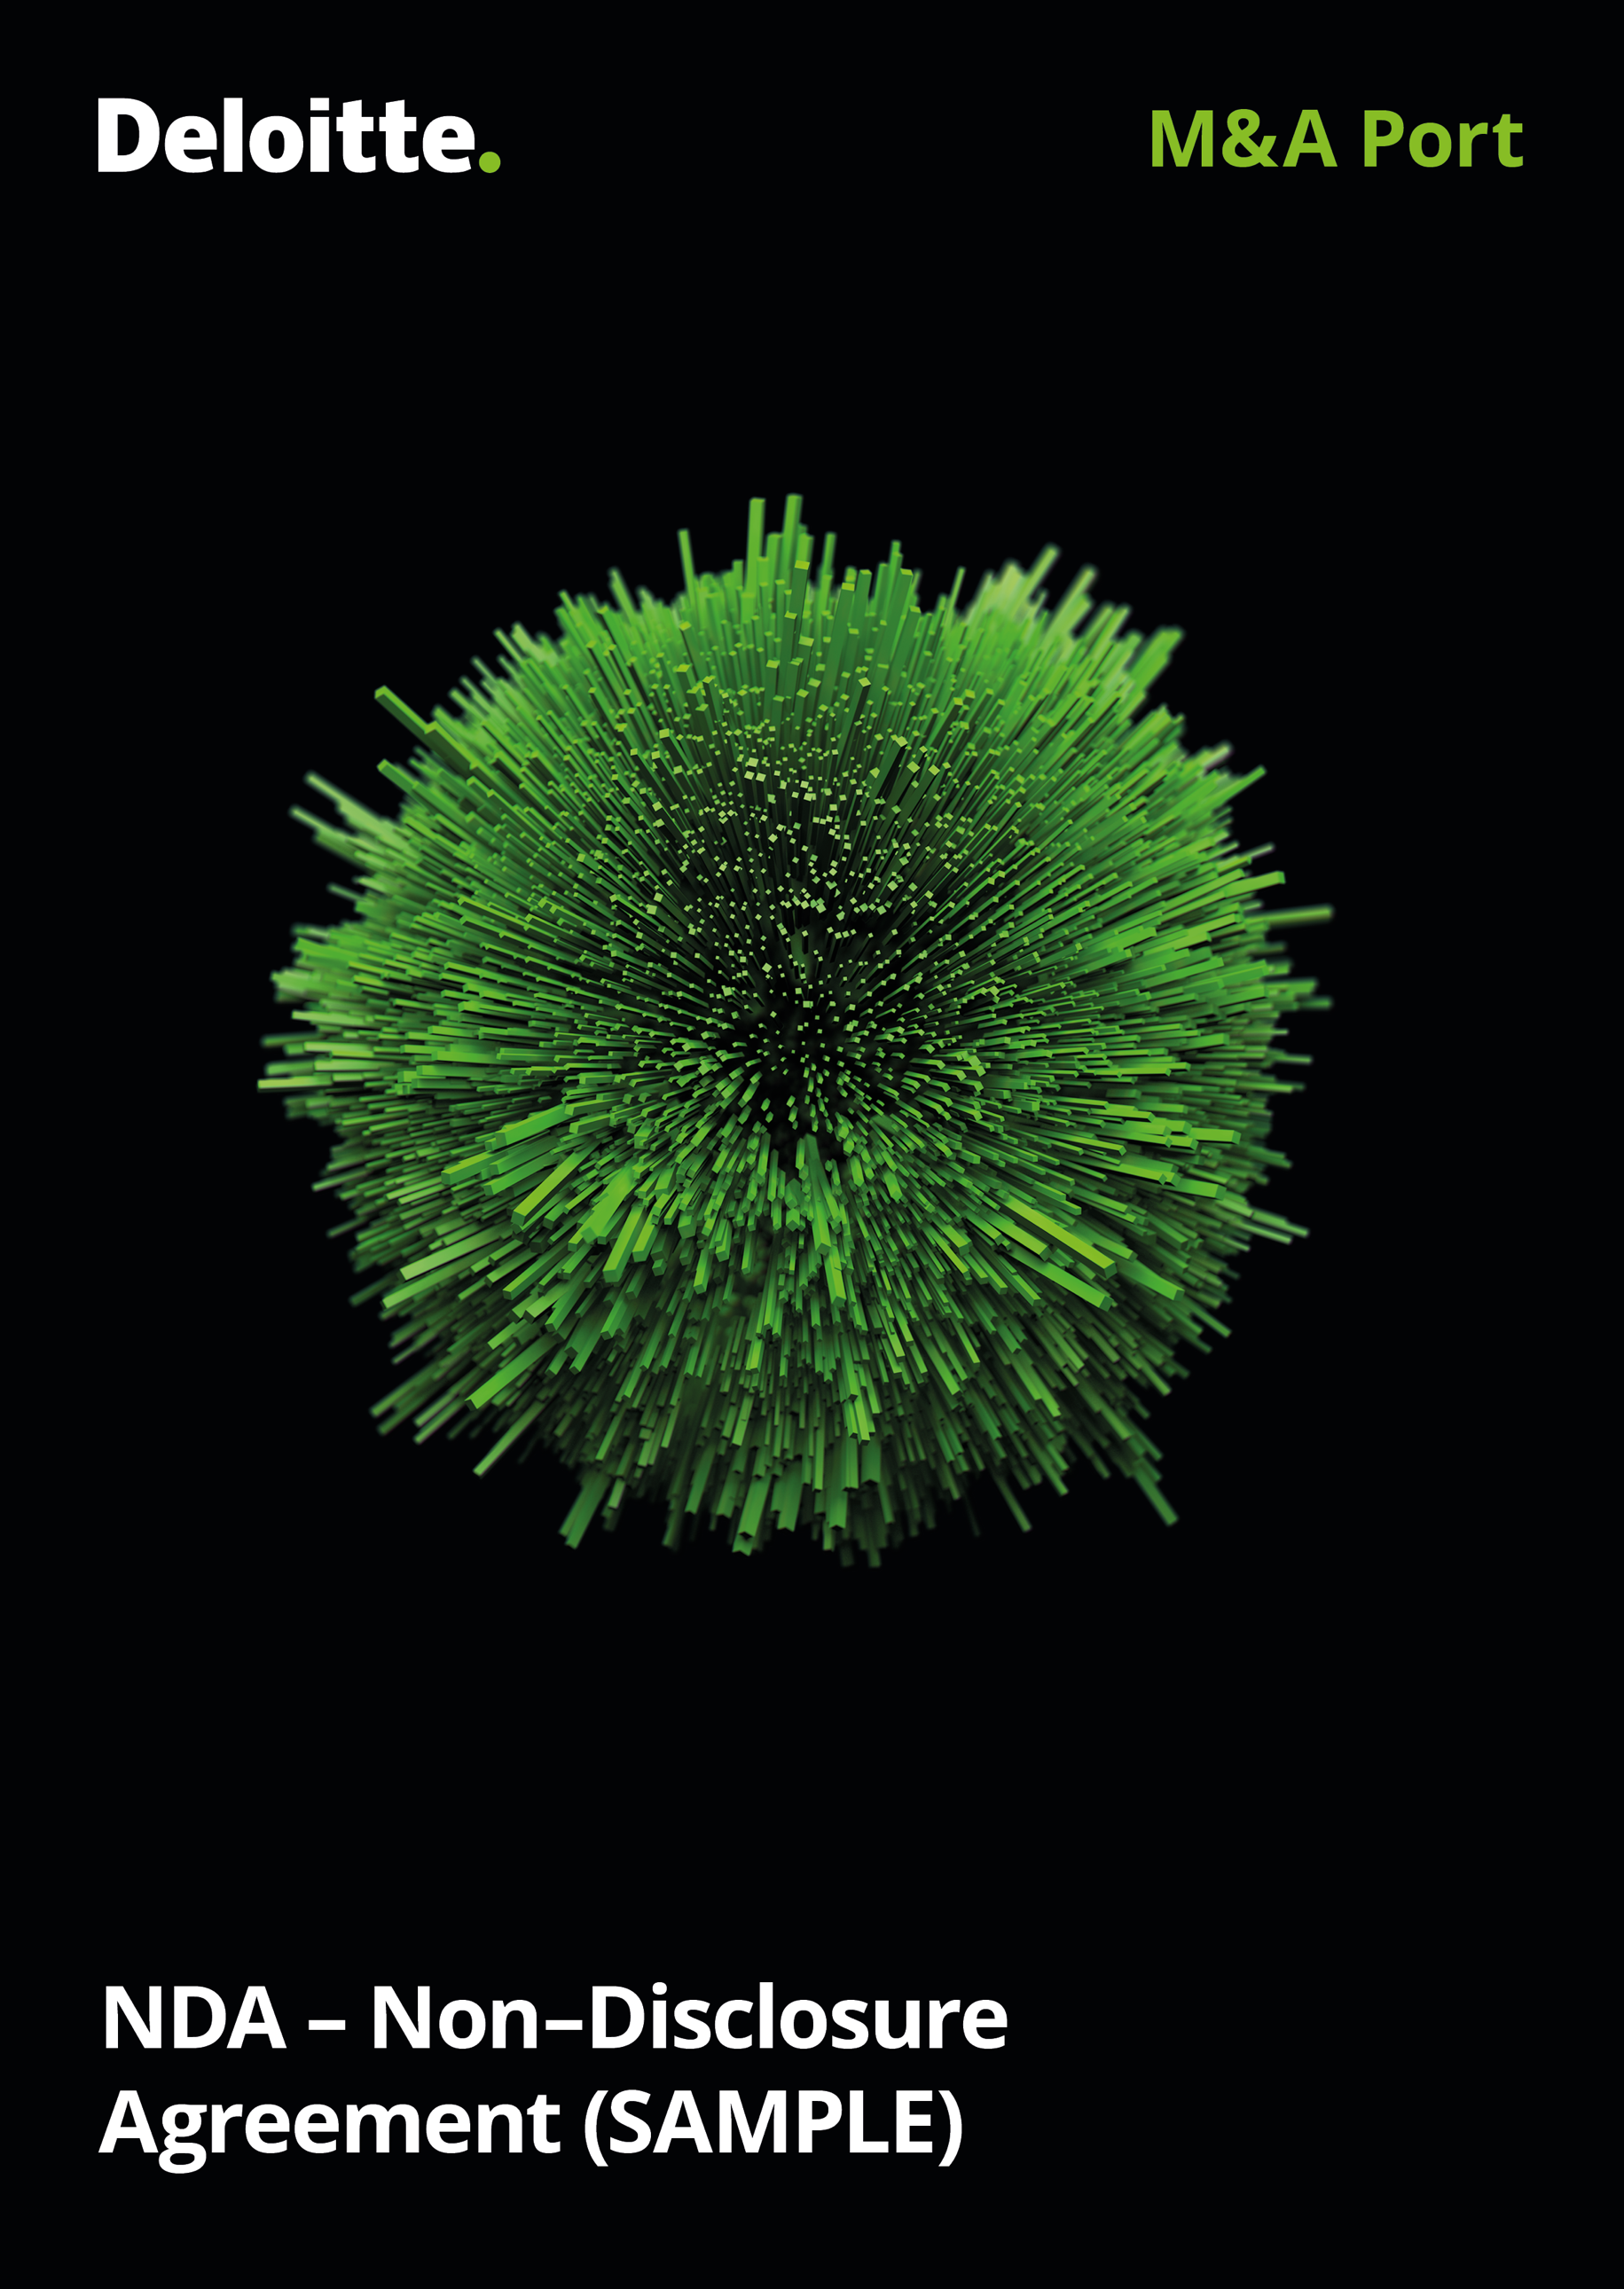 Deloitte.
M&A Port
NDA – Non–Disclosure
Agreement (SAMPLE)